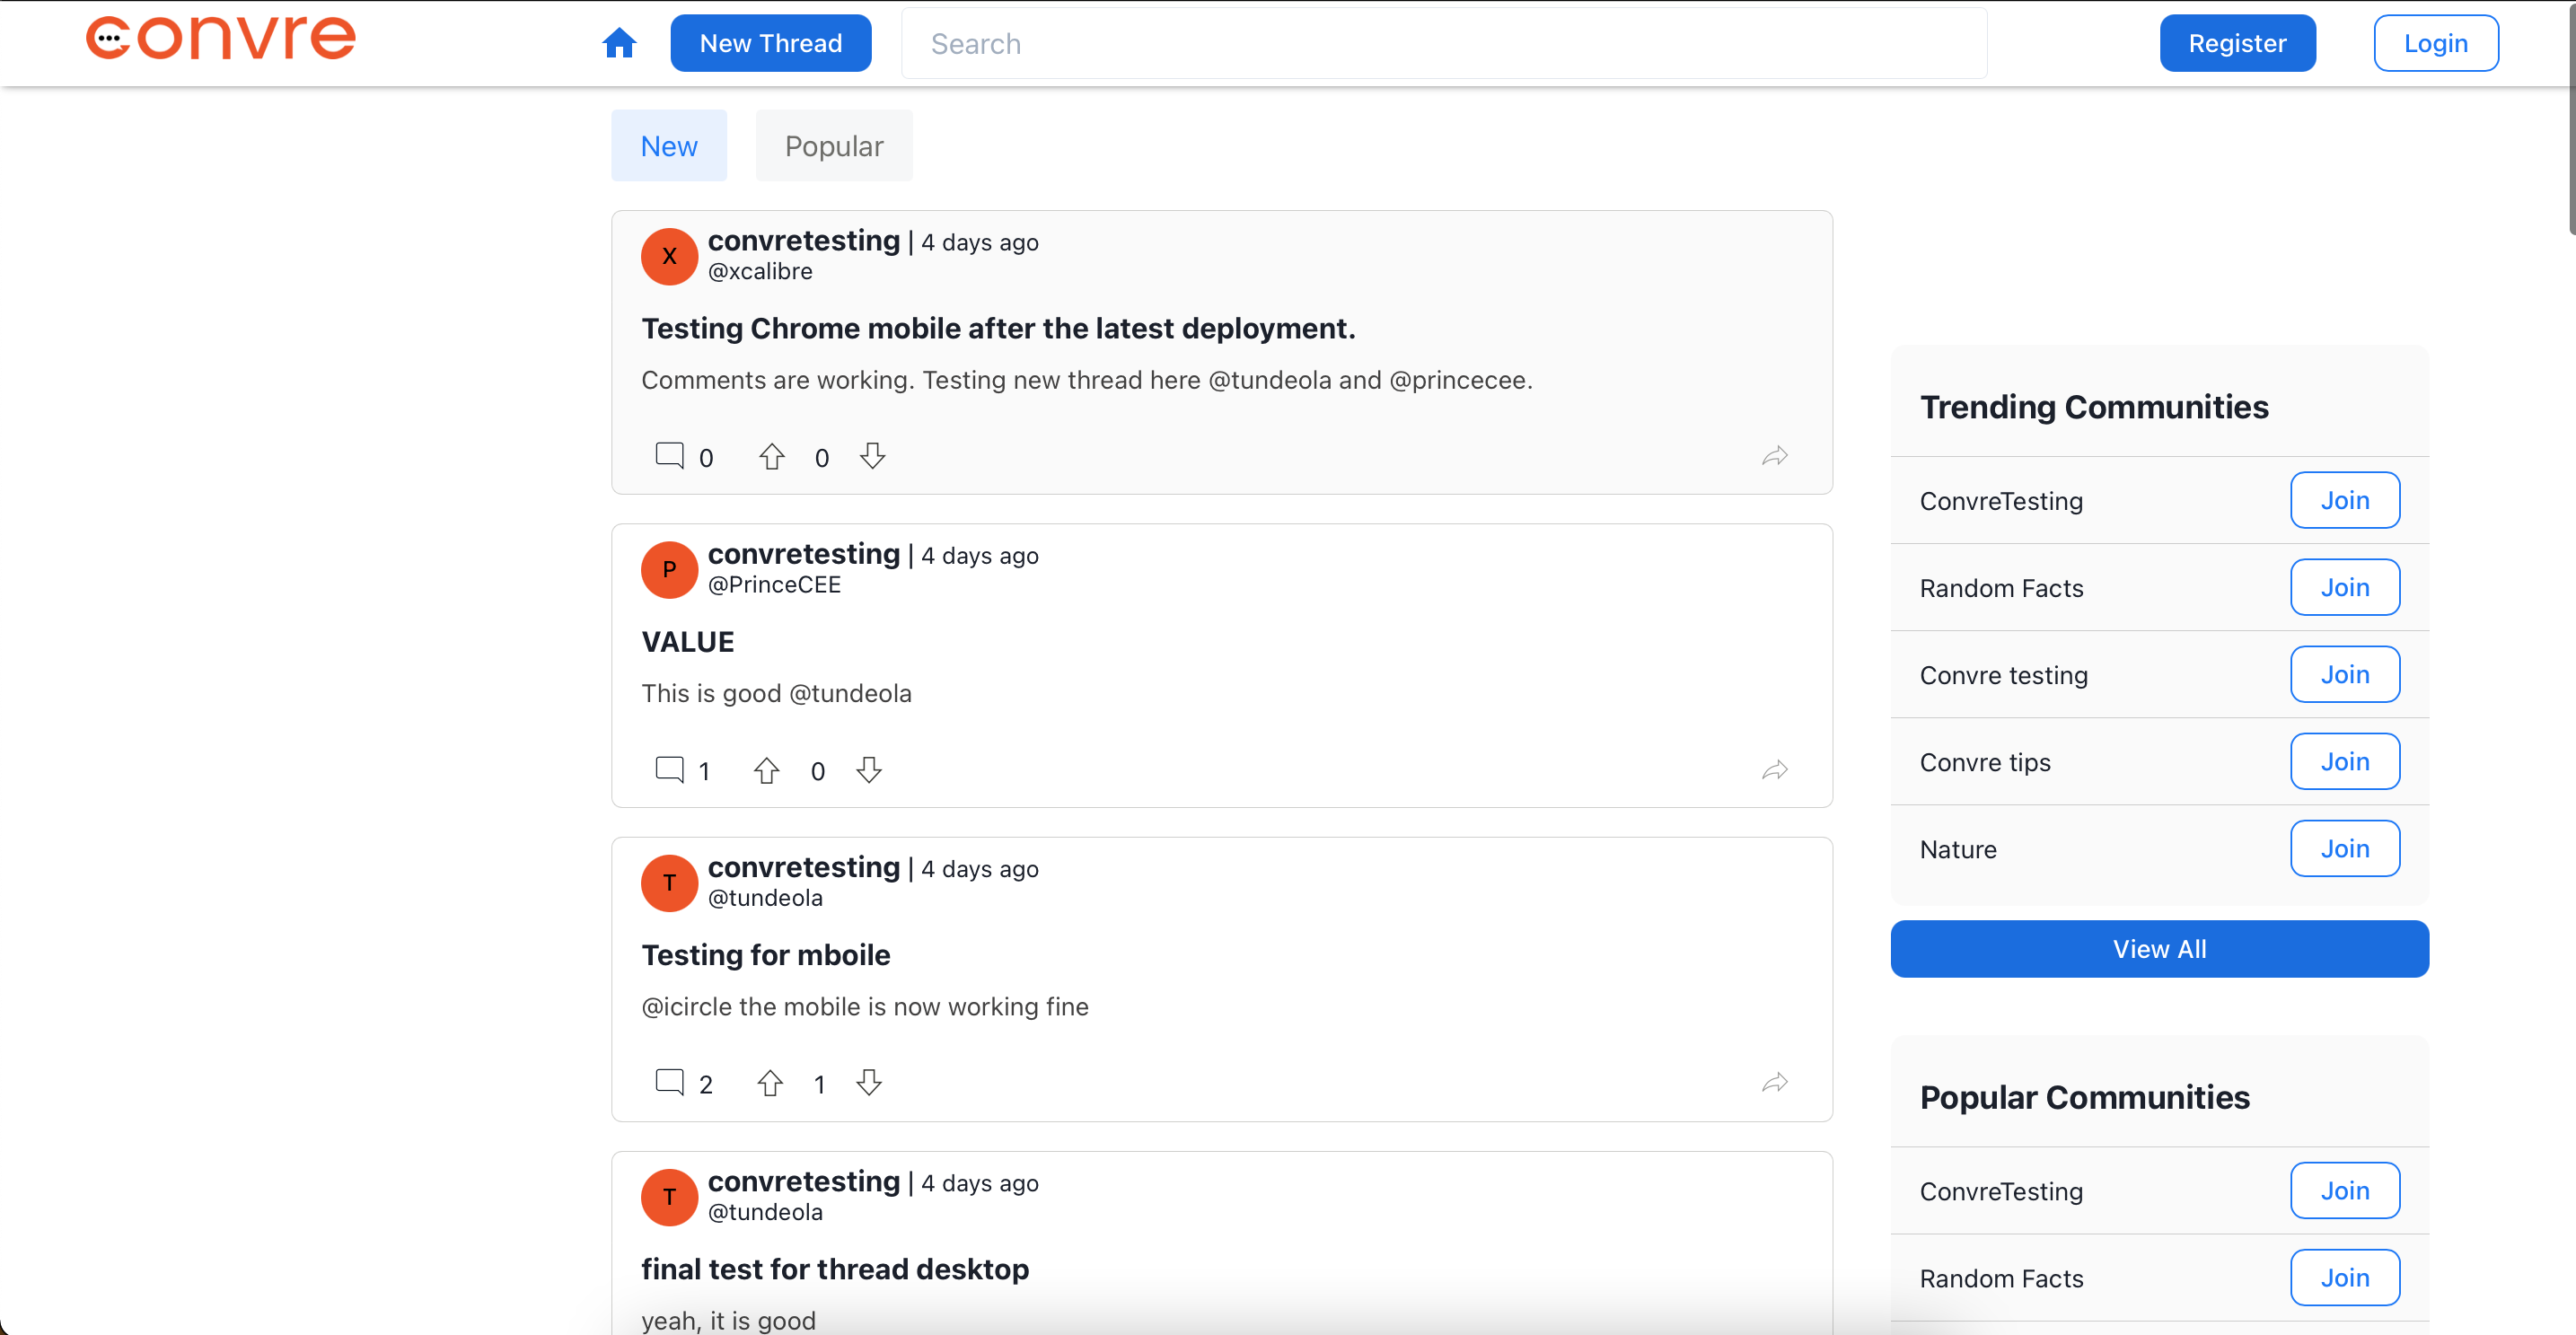 convre
New Thread
Search
Register
Login
New
Popular
X
convretesting | 4 days ago
@xcalibre
Testing Chrome mobile after the latest deployment.
Comments are working. Testing new thread here @tundeola and @princecee.
0 0
P
convretesting | 4 days ago
@PrinceCEE
VALUE
This is good @tundeola
1 0
T
convretesting | 4 days ago
@tundeola
Testing for mboile
@icircle the mobile is now working fine
2 1
T
convretesting | 4 days ago
@tundeola
final test for thread desktop
yeah, it is good
Trending Communities
ConvreTesting Join
Random Facts Join
Convre testing Join
Convre tips Join
Nature Join
View All
Popular Communities
ConvreTesting Join
Random Facts Join